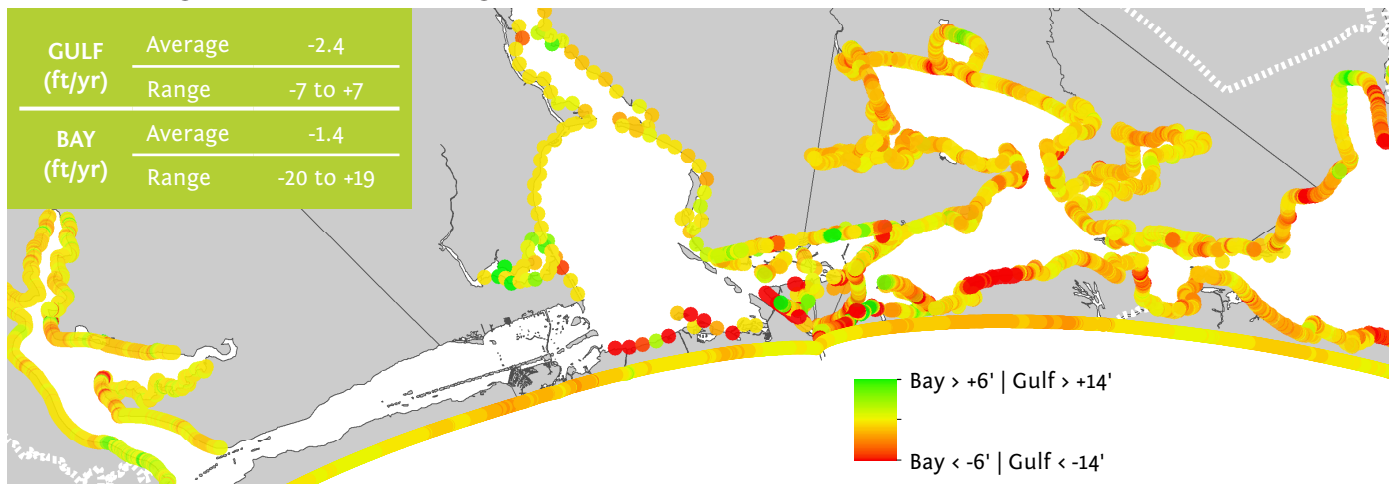 GULF
(ft/yr)
Average -2.4
Range -7 to +7
BAY
(ft/yr)
Average -1.4
Range -20 to +19
Bay > +6' | Gulf > +14'
Bay < -6' | Gulf < -14'